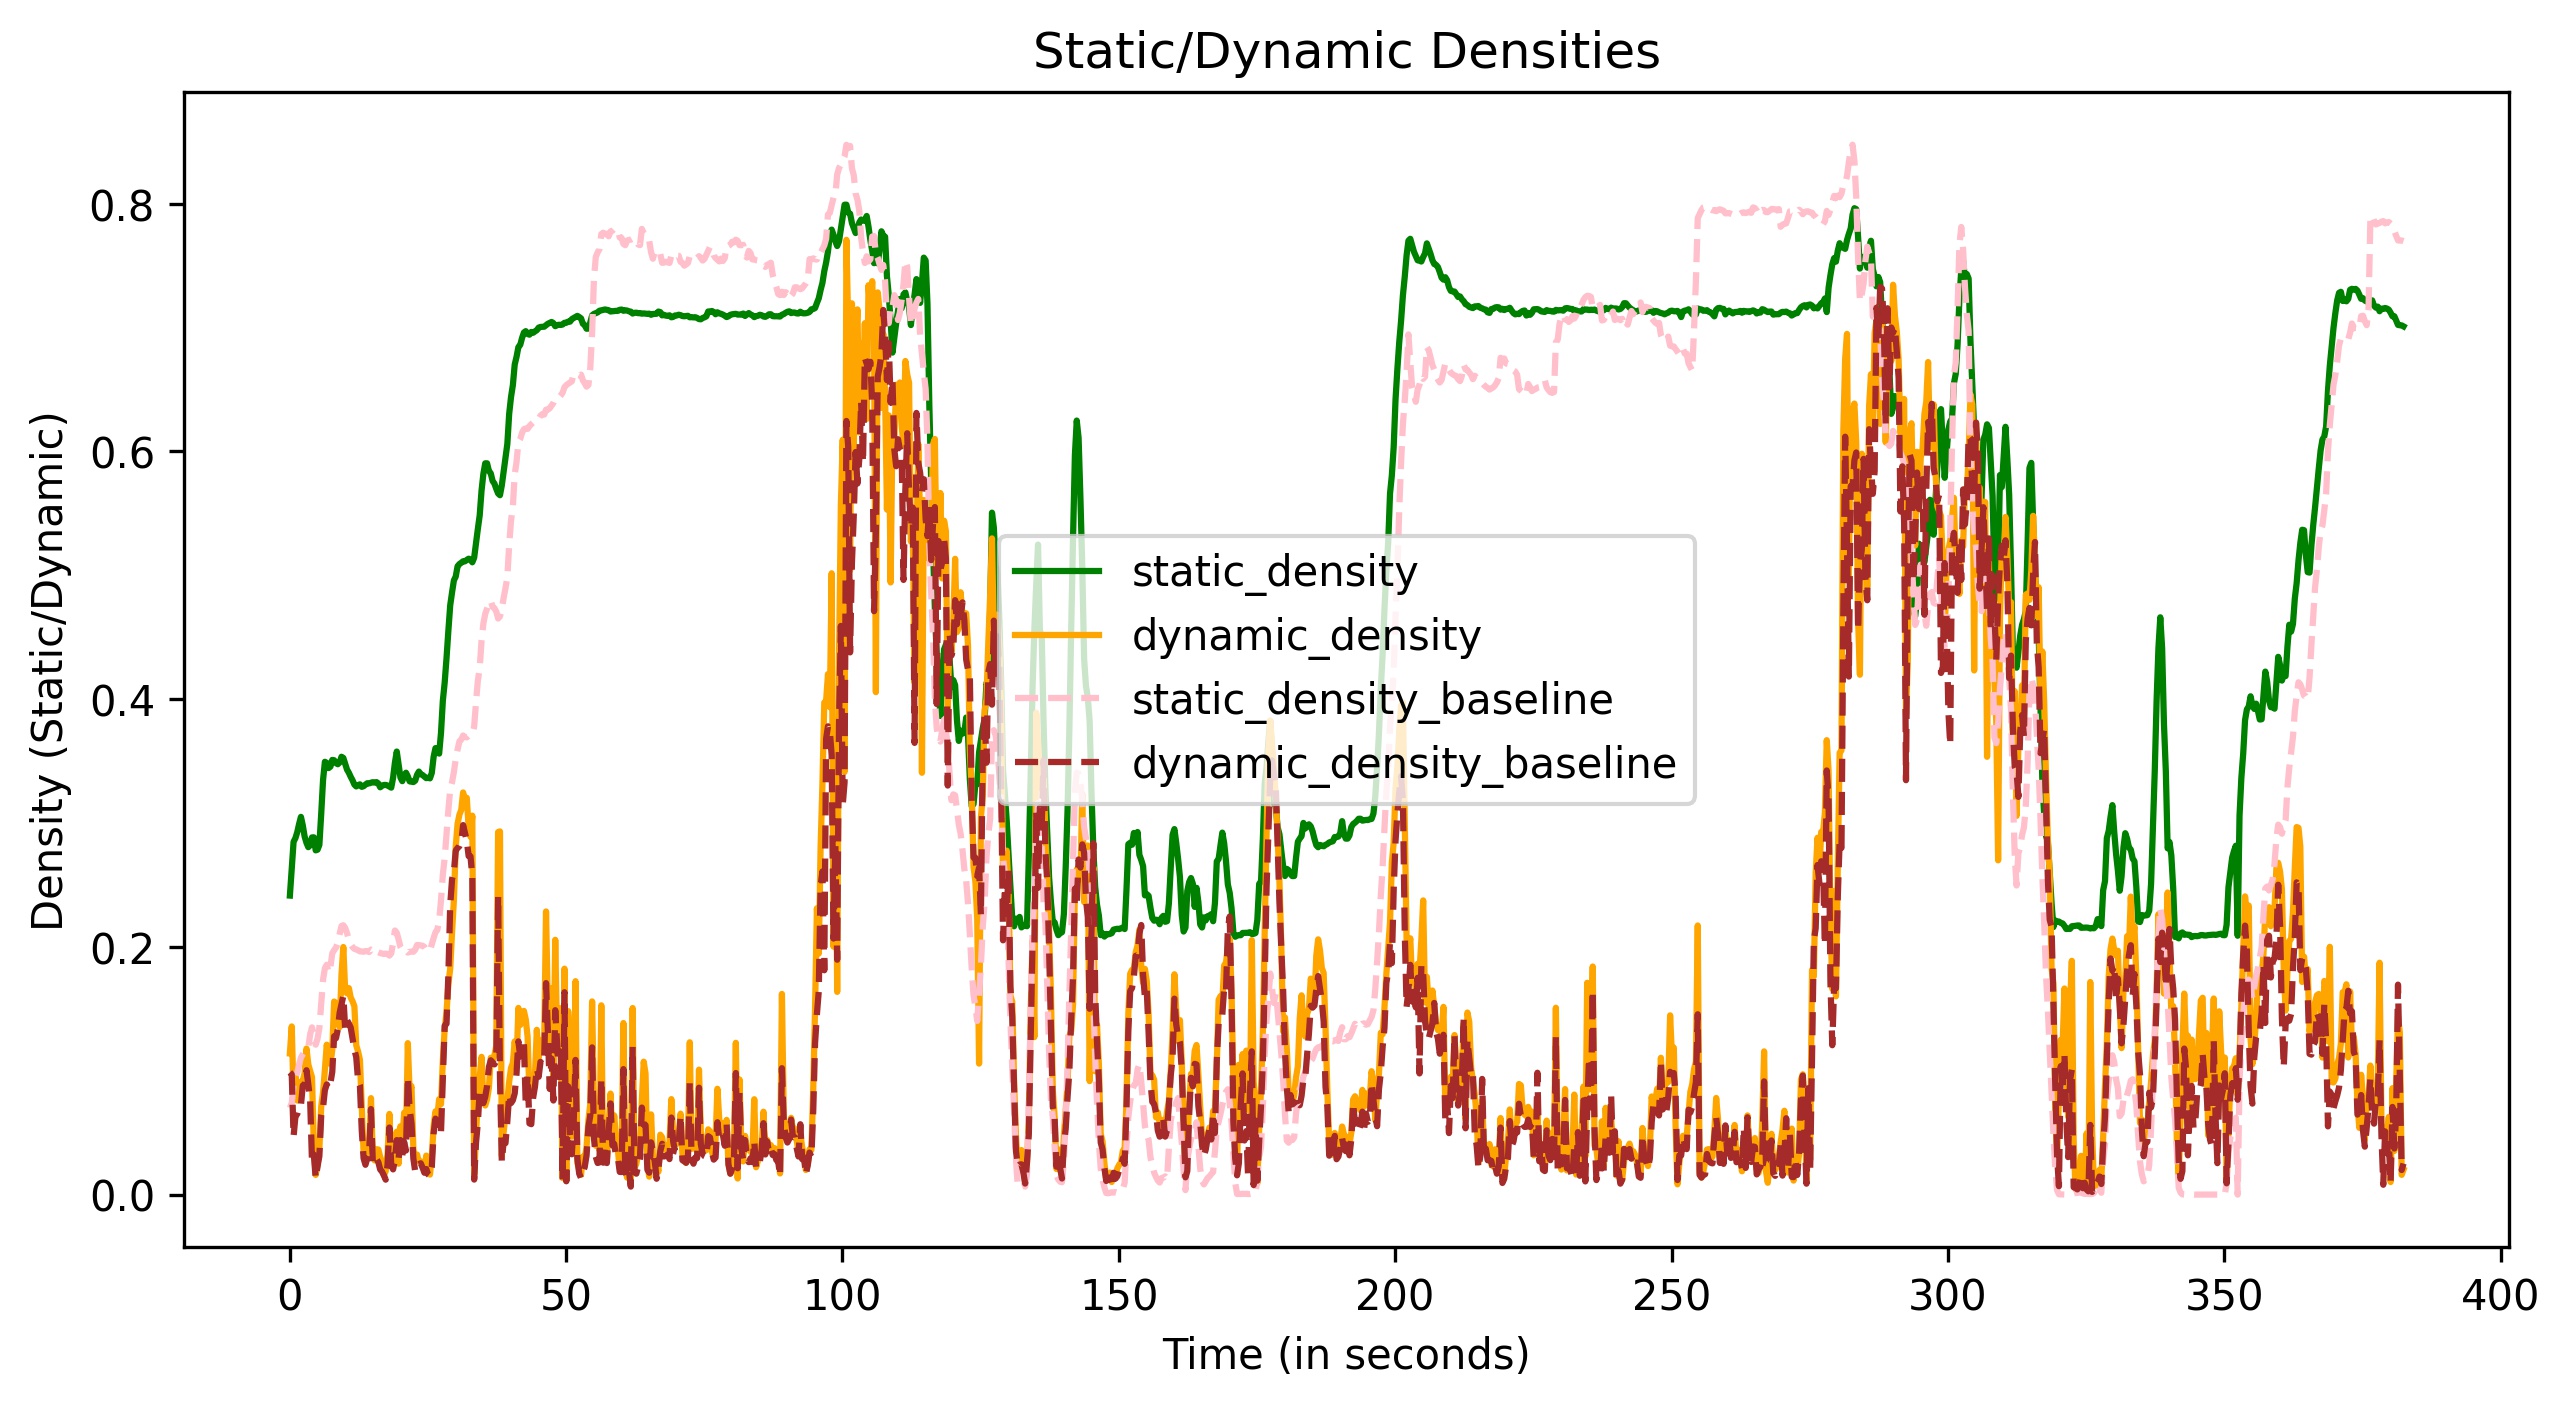 Static/Dynamic Densities
Density (Static/Dynamic)
0.8
0.6
0.4
0.2
0.0
static_density
dynamic_density
static_density_baseline
dynamic_density_baseline
0 50 100 150 200 250 300 350 400
Time (in seconds)